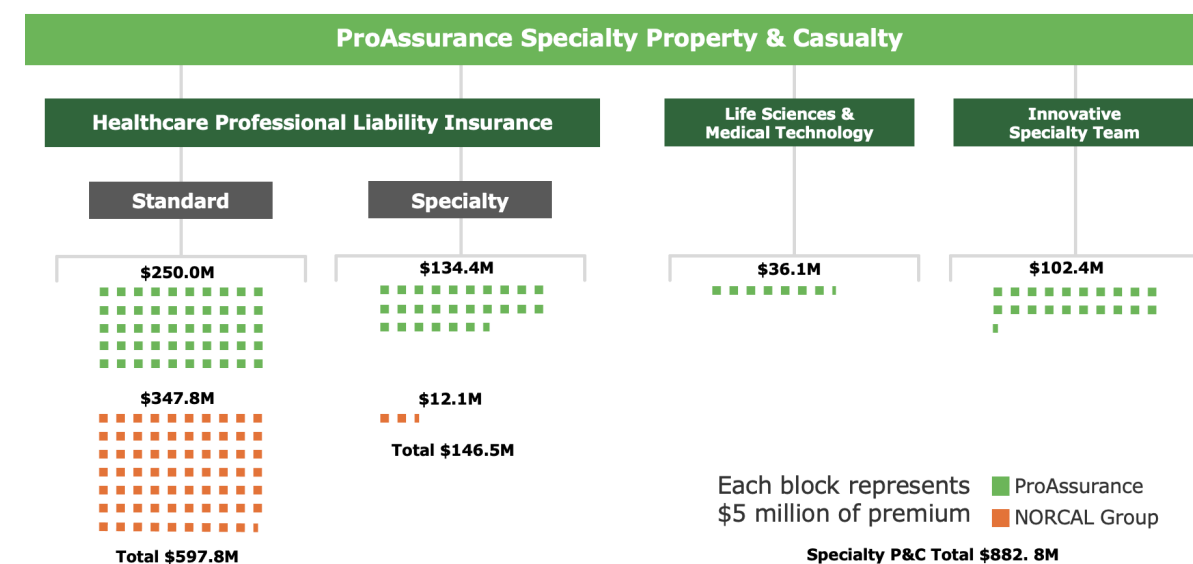 ProAssurance Specialty Property & Casualty
Healthcare Professional Liability Insurance
Life Sciences &
Medical Technology
Innovative
Specialty Team
Standard
Specialty
$250.0M
$134.4M
$36.1M
$102.4M
$347.8M
$12.1M
Total $146.5M
Total $597.8M
Each block represents
$5 million of premium
ProAssurance
NORCAL Group
Specialty P&C Total $882. 8M